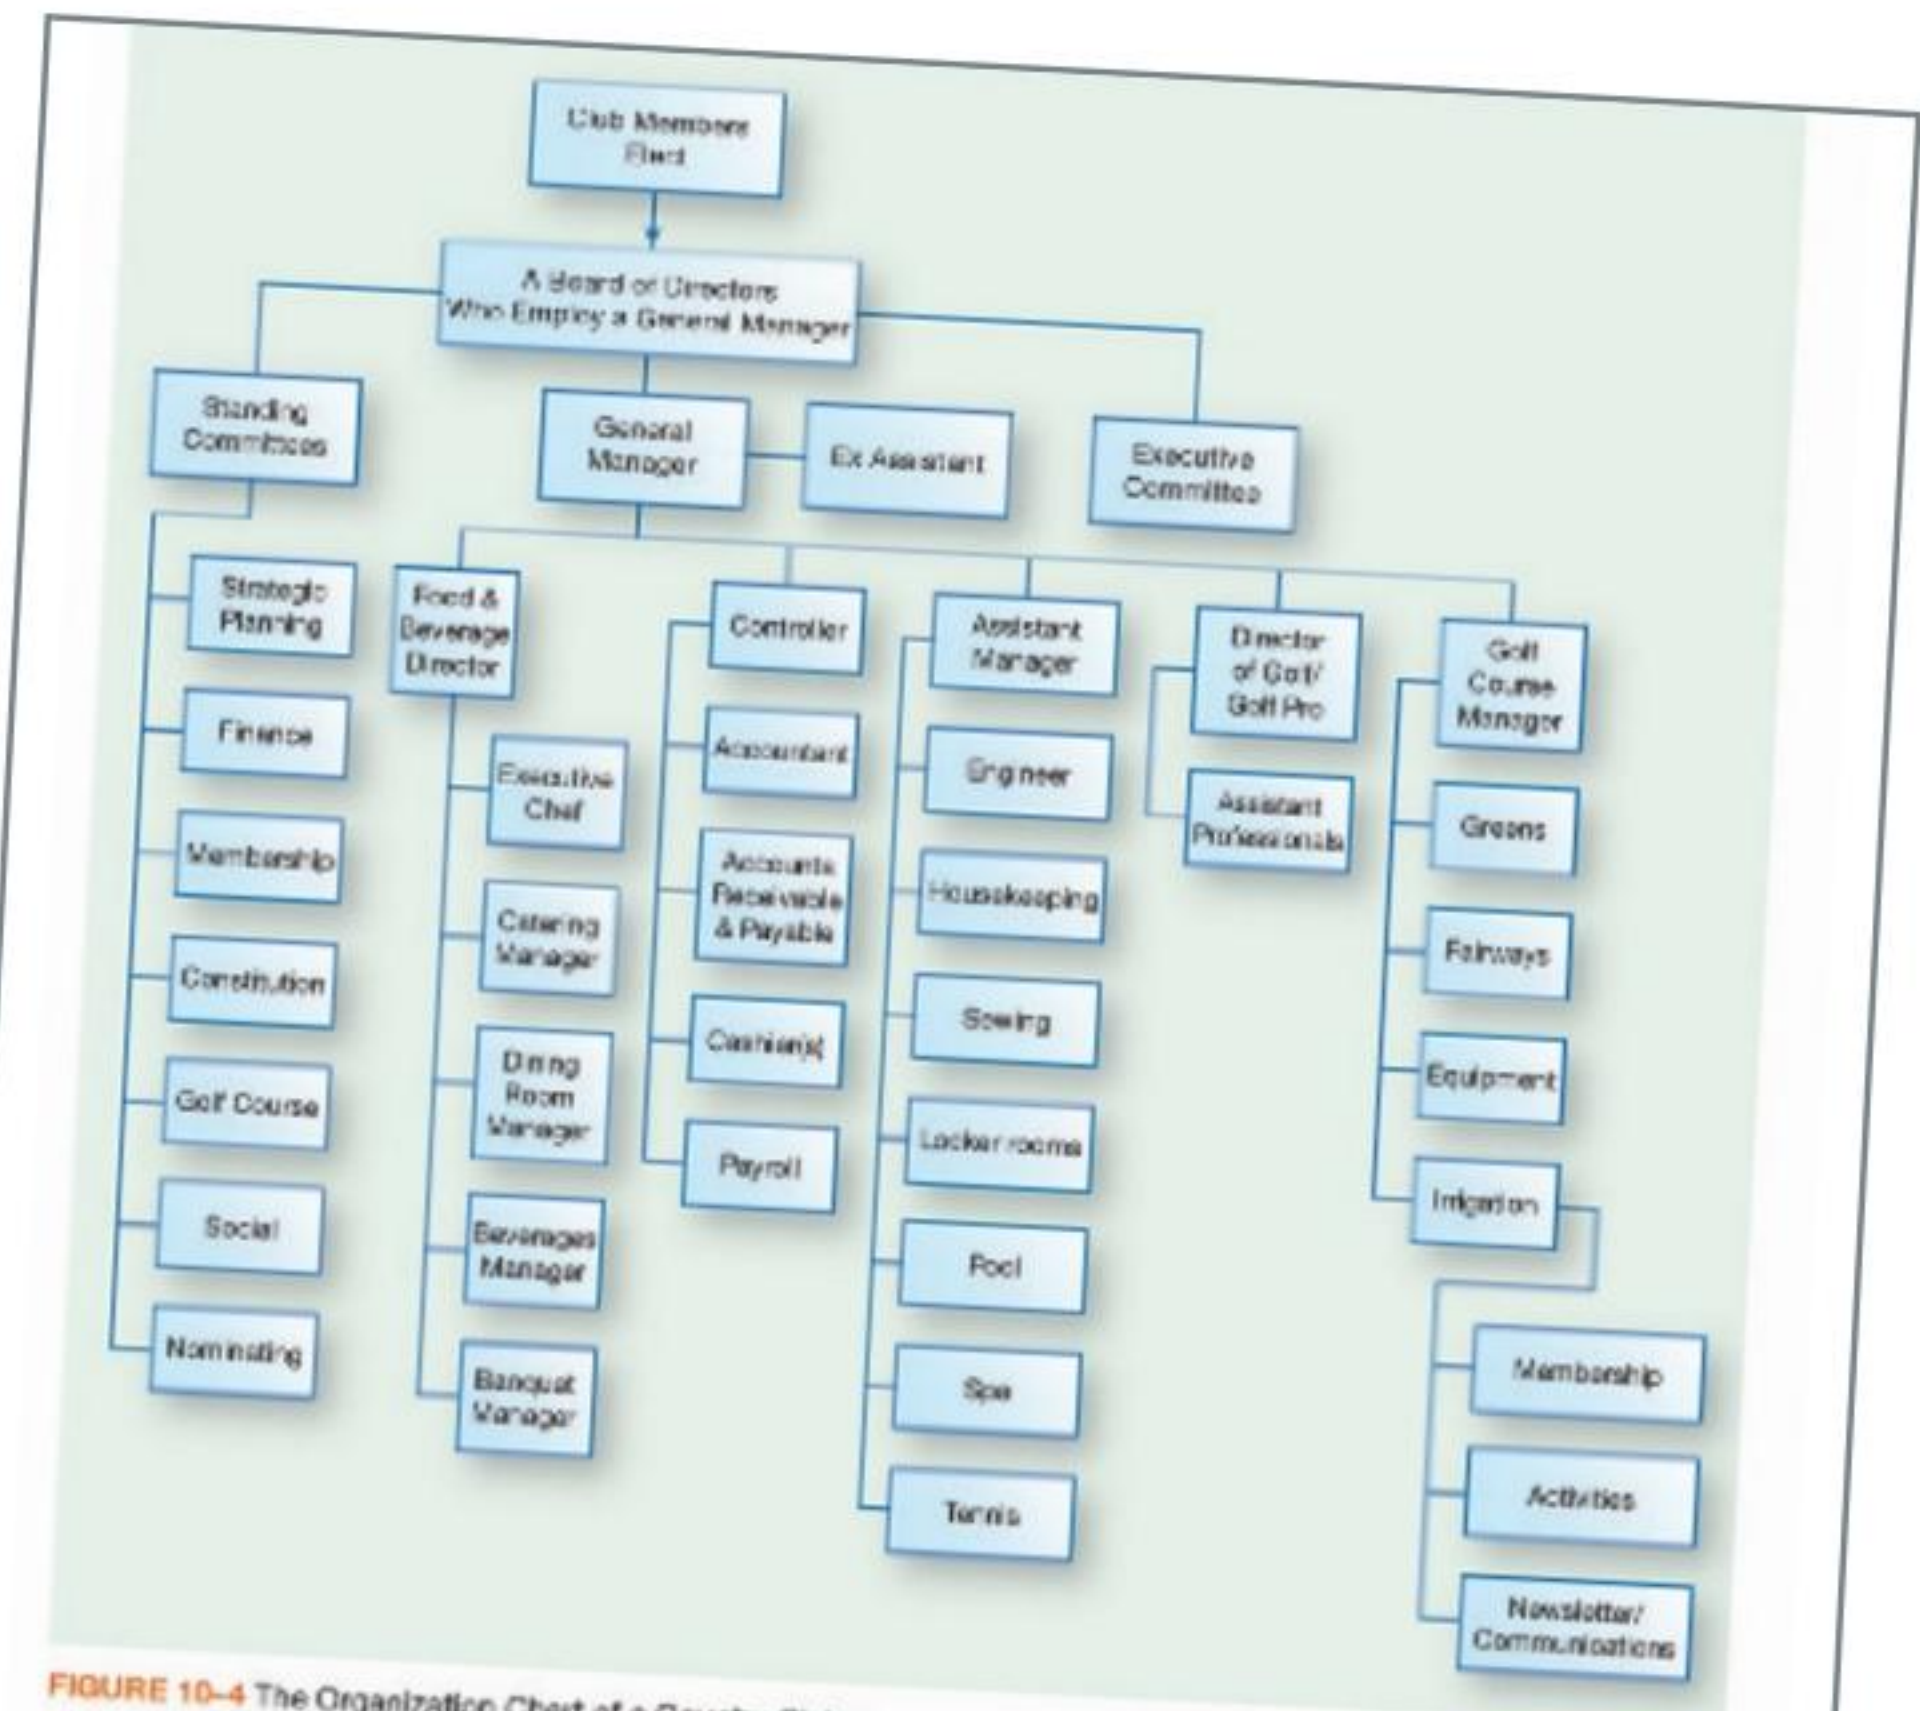 Club Members
Elect
A Board of Directors
Who Employ a General Manager
Standing
Committees
General
Manager
Ex Assistant
Executive
Committee
Strategic
Planning
Finance
Membership
Constitution
Golf Course
Social
Nominating
Food &
Beverage
Director
Executive
Chef
Catering
Manager
Dining
Room
Manager
Beverages
Manager
Banquet
Manager
Controller
Accountant
Accounts
Receivable
& Payable
Cashier(s)
Payroll
Assistant
Manager
Engineer
Housekeeping
Sewing
Locker rooms
Pool
Spa
Tennis
Director
of Golf/
Golf Pro
Assistant
Professionals
Golf
Course
Manager
Greens
Fairways
Equipment
Irrigation
Membership
Activities
Newsletter/
Communications
FIGURE 10–4 The Organization Chart of a Country